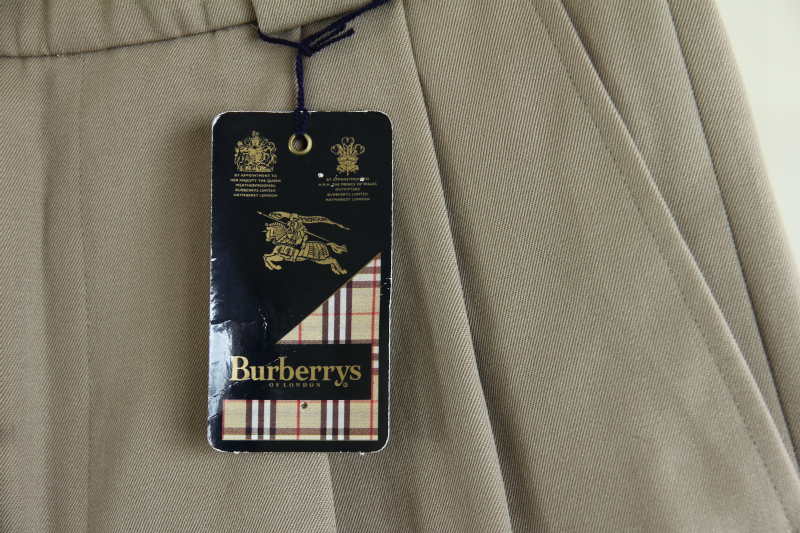 BY APPOINTMENT TO
HER MAJESTY THE QUEEN
WEATHERPROOFERS
BURBERRYS LIMITED
HAYMARKET LONDON
BY APPOINTMENT TO
H.R.H. THE PRINCE OF WALES
OUTFITTERS
BURBERRYS LIMITED
HAYMARKET LONDON
PRORSUM
Burberrys®
OF LONDON